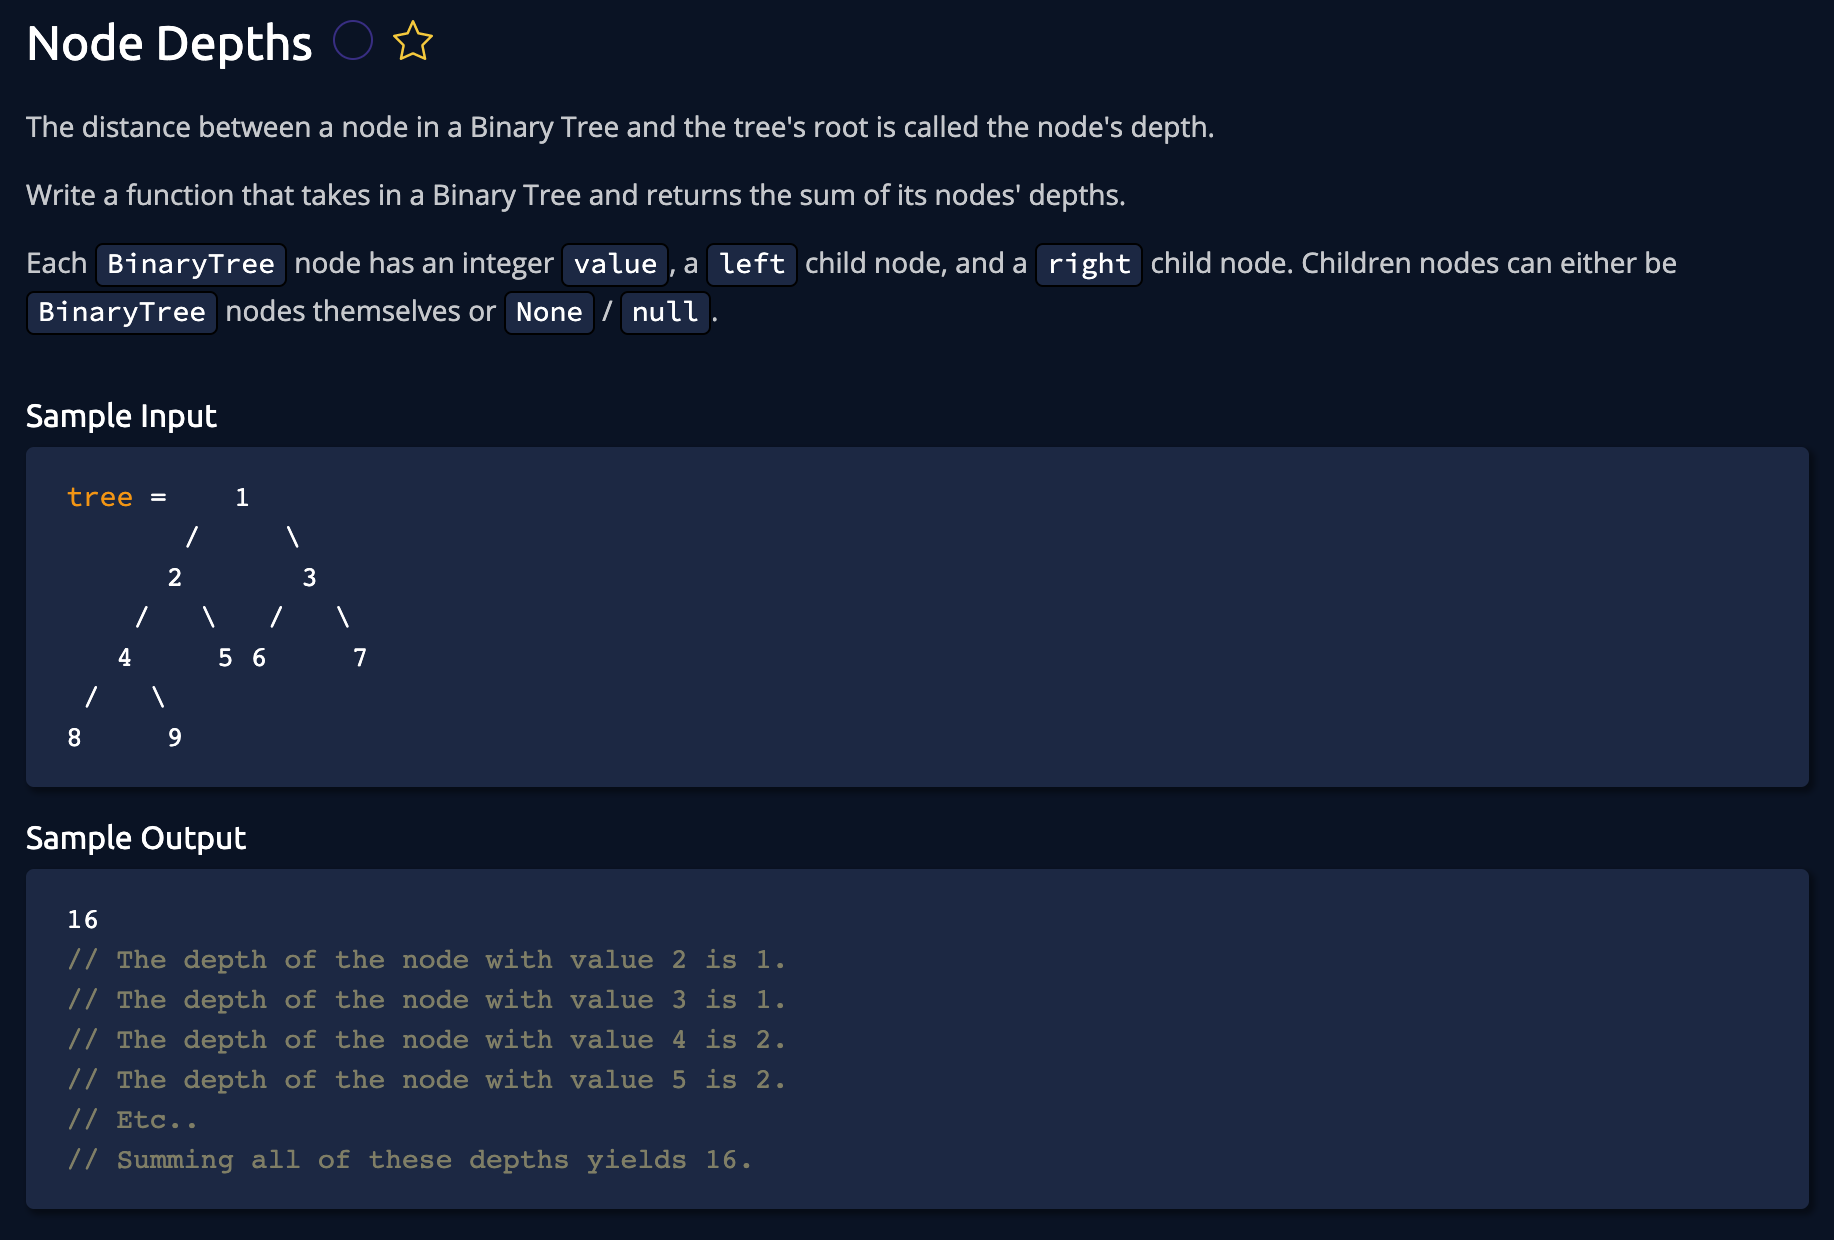 Node Depths
The distance between a node in a Binary Tree and the tree's root is called the node's depth.
Write a function that takes in a Binary Tree and returns the sum of its nodes' depths.
Each BinaryTree node has an integer value, a left child node, and a right child node. Children nodes can either be
BinaryTree nodes themselves or None / null.
Sample Input
tree =    1
       /     \
      2       3
    /   \   /   \
   4     5 6     7
 /   \
8     9
Sample Output
16
// The depth of the node with value 2 is 1.
// The depth of the node with value 3 is 1.
// The depth of the node with value 4 is 2.
// The depth of the node with value 5 is 2.
// Etc..
// Summing all of these depths yields 16.